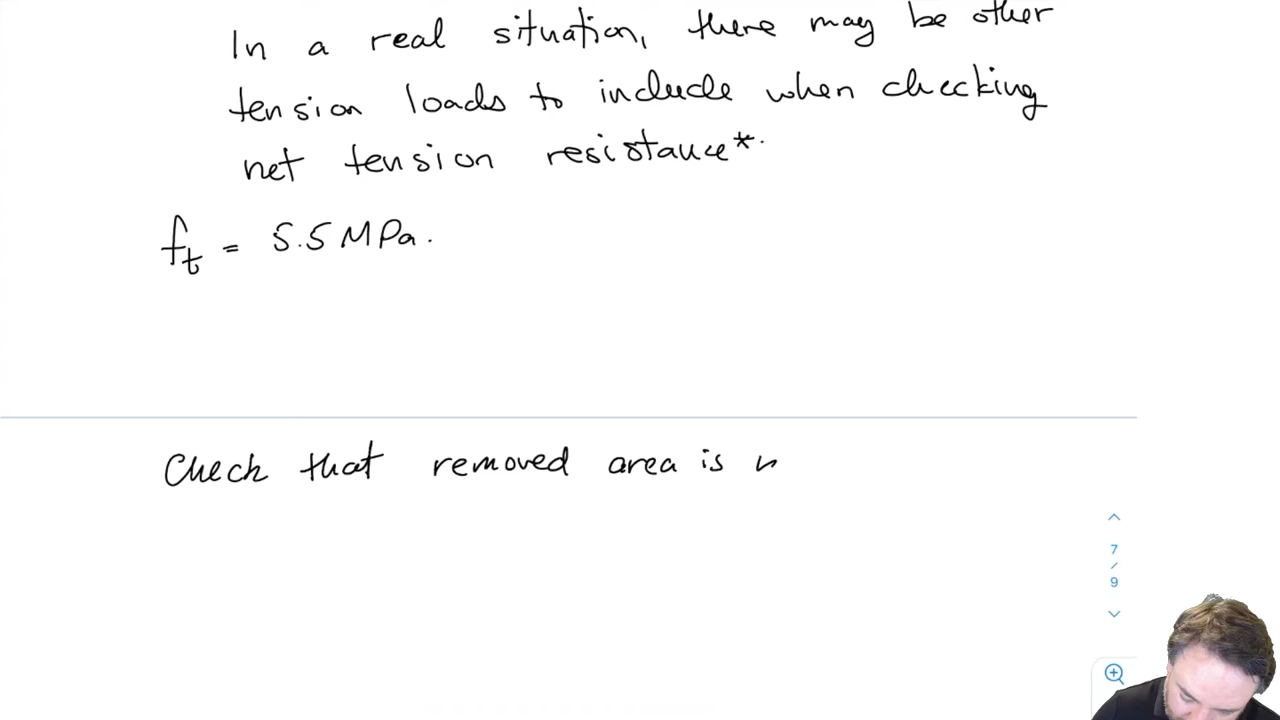 In a real situation, there may be other
tension loads to include when checking
net tension resistance*.
ft = 5.5 MPa.
Check that removed area is n
7
/
9